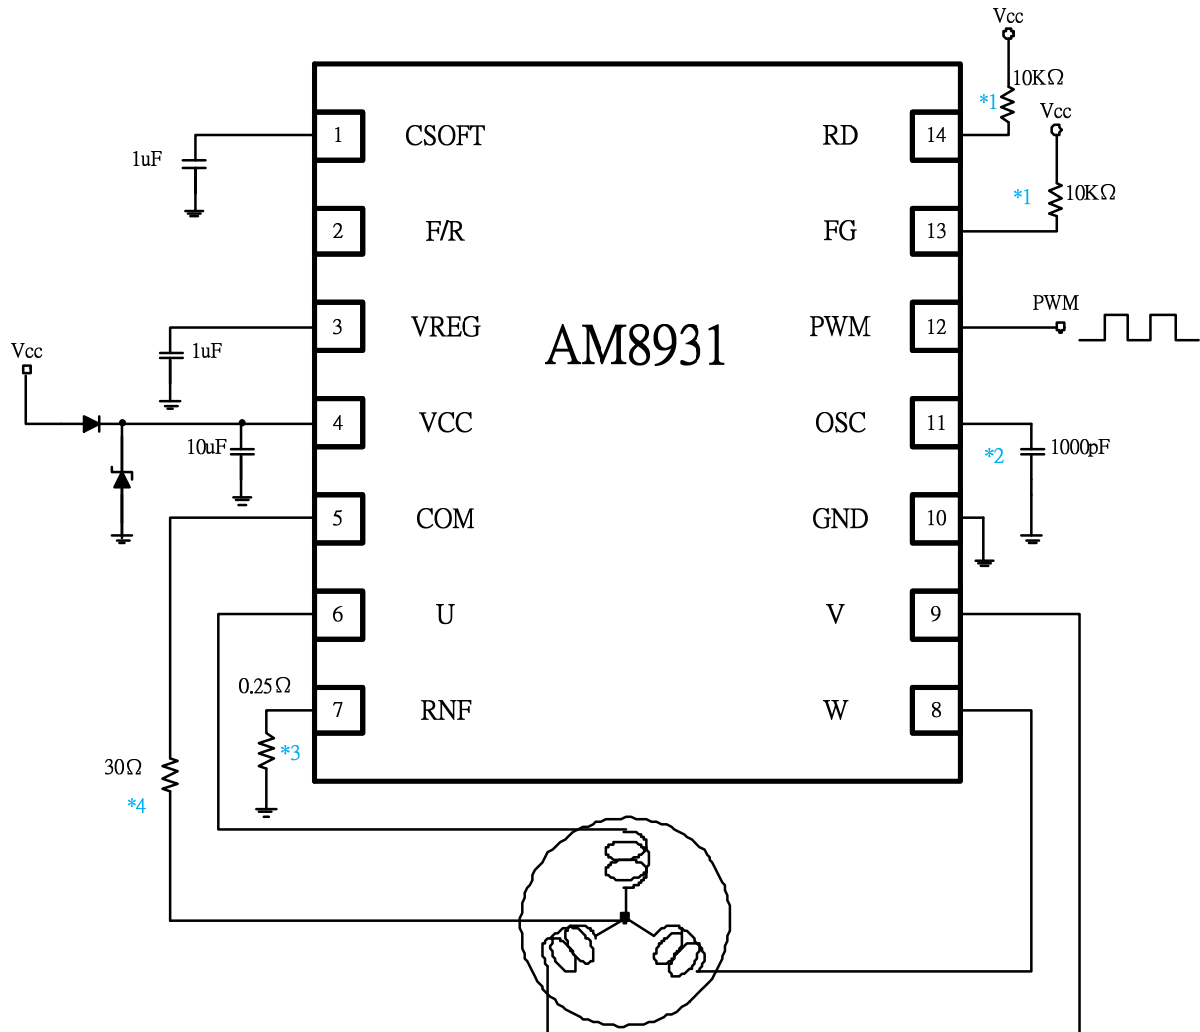 Vcc
10KΩ
*1
Vcc
1 CSOFT RD 14
1uF
*1 10KΩ
2 F/R FG 13
PWM
3 VREG AM8931 PWM 12
Vcc
1uF
4 VCC OSC 11
10uF
*2 1000pF
5 COM GND 10
6 U V 9
0.25Ω
7 RNF W 8
*3
30Ω
*4